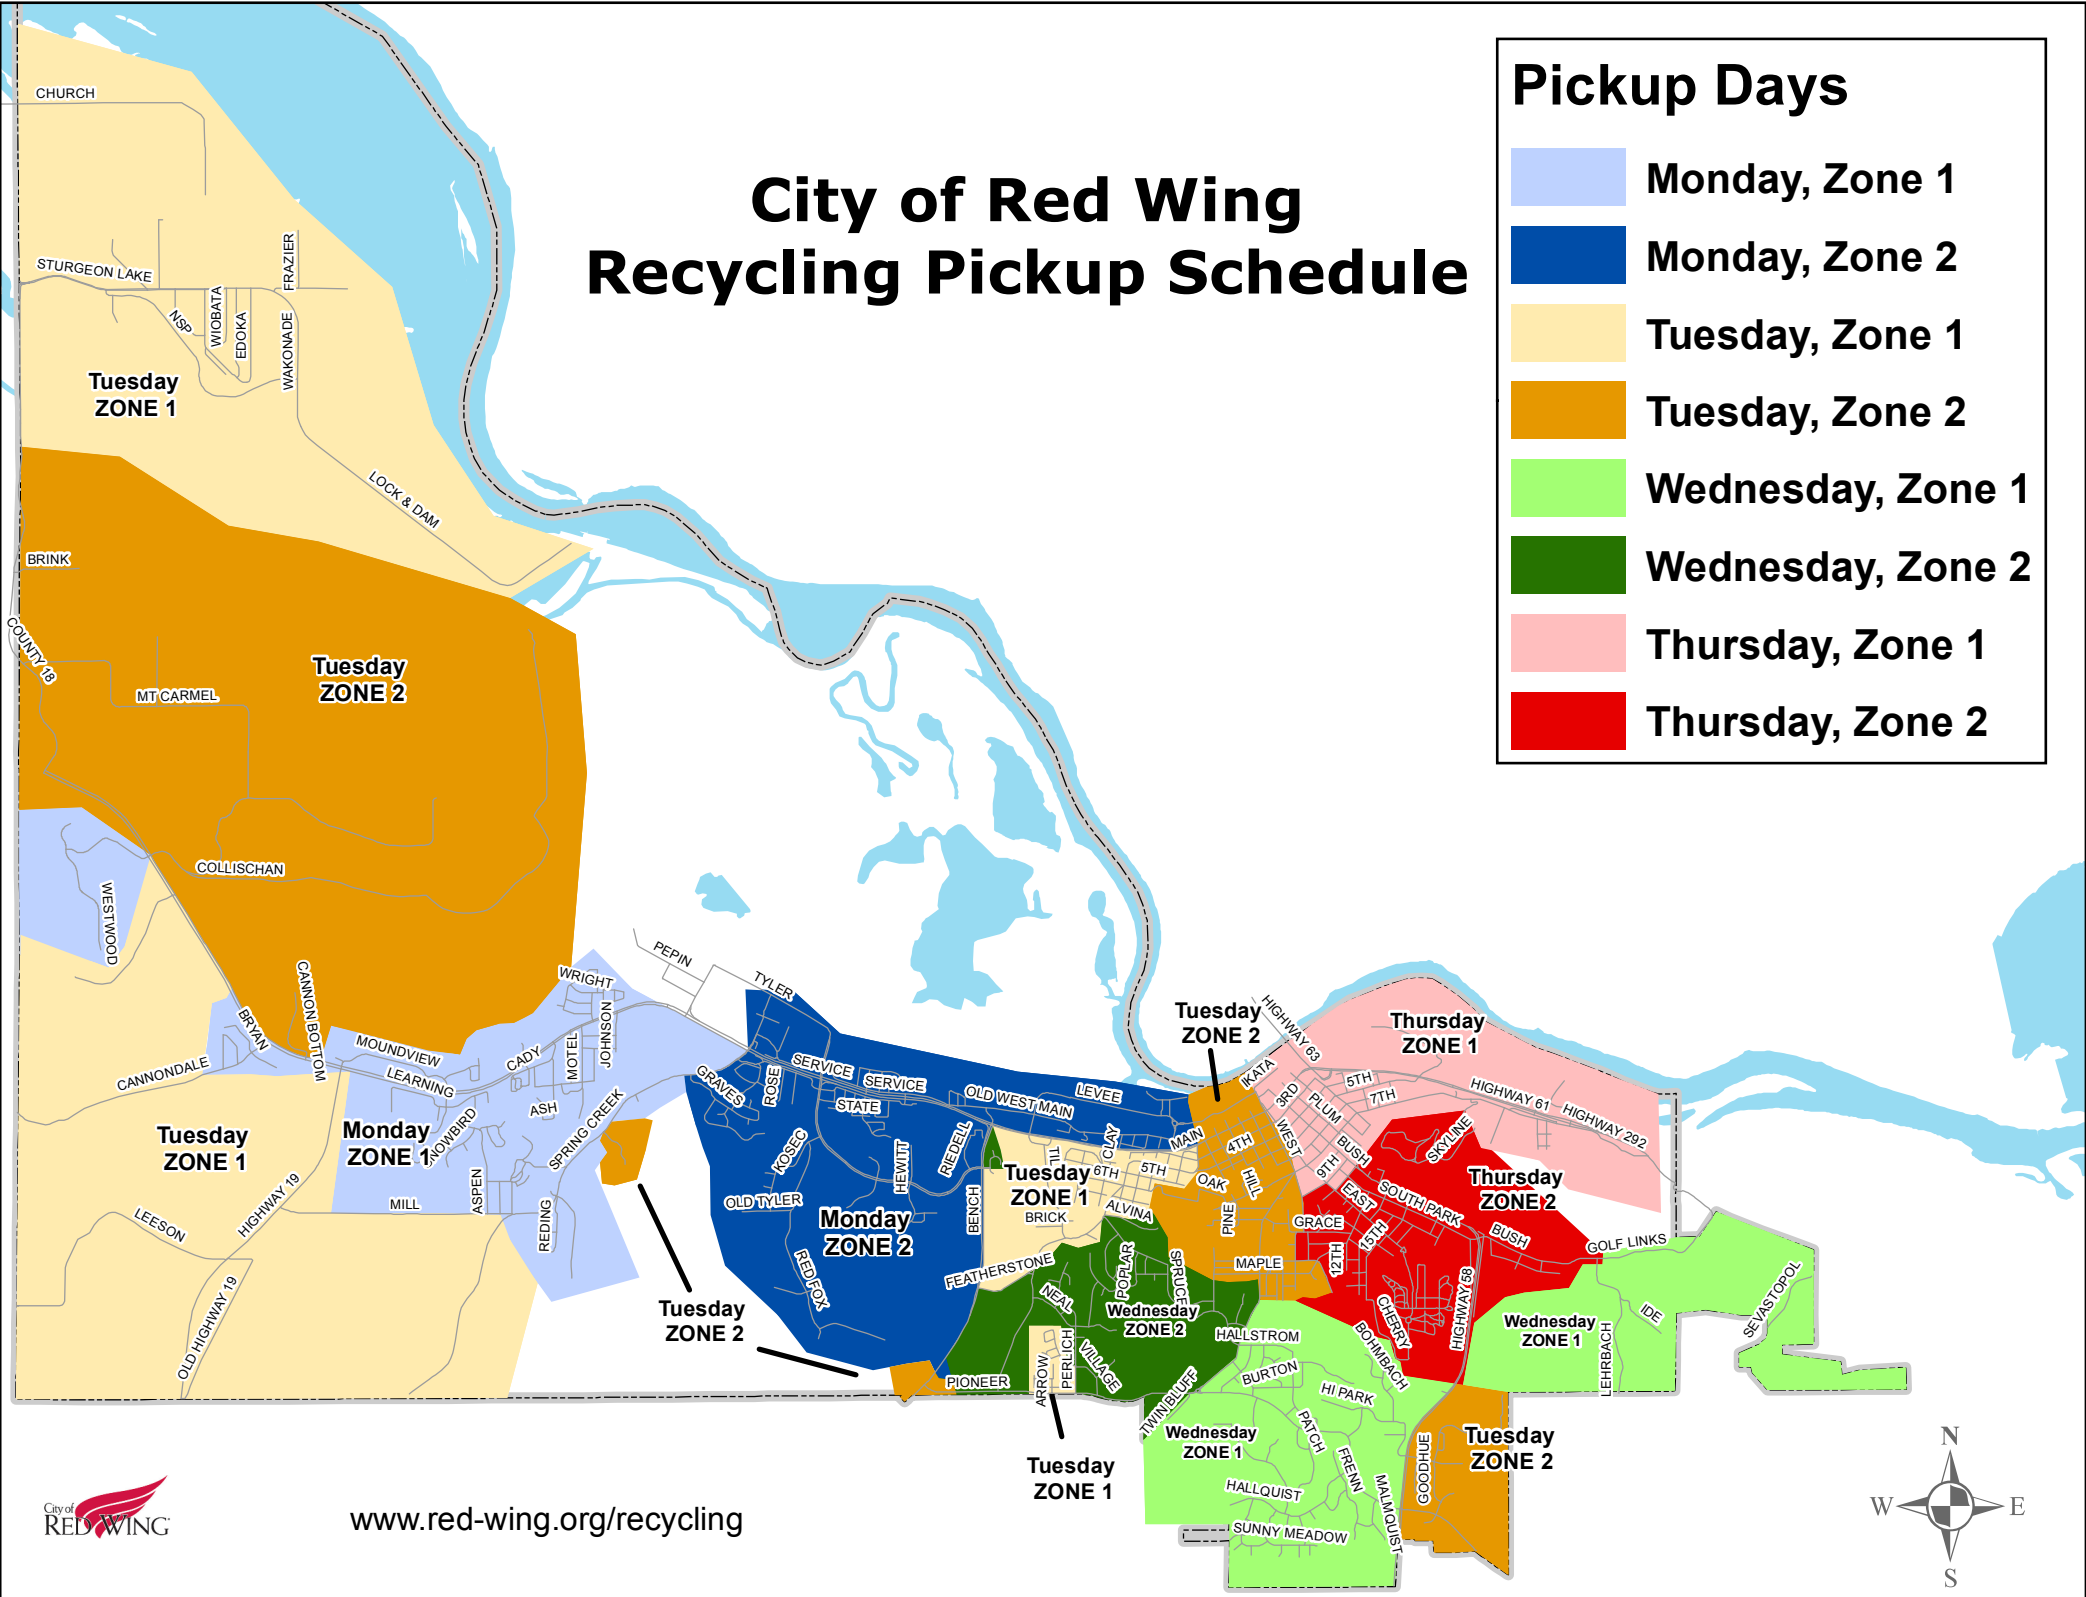 City of Red Wing
Recycling Pickup Schedule
Pickup Days
Monday, Zone 1
Monday, Zone 2
Tuesday, Zone 1
Tuesday, Zone 2
Wednesday, Zone 1
Wednesday, Zone 2
Thursday, Zone 1
Thursday, Zone 2
CHURCH
STURGEON LAKE
FRAZIER
NSP
WIOBATA
EDOKA
WAKONADE
Tuesday
ZONE 1
LOCK & DAM
BRINK
COUNTY 18
Tuesday
ZONE 2
MT CARMEL
COLLISCHAN
WESTWOOD
CANNON BOTTOM
BRYAN
WRIGHT
PEPIN
TYLER
JOHNSON
MOTEL
MOUNDVIEW
CADY
LEARNING
CANNONDALE
GRAVES
ROSE
SERVICE
SERVICE
STATE
OLD WEST MAIN
LEVEE
Tuesday
ZONE 2
HIGHWAY 63
IKATA
Thursday
ZONE 1
5TH
7TH
3RD
PLUM
HIGHWAY 61
HIGHWAY 292
ASH
SPRING CREEK
Monday
ZONE 1
Tuesday
ZONE 1
KOSEC
HEWITT
RIEDELL
CLAY
MAIN
4TH
WEST
BUSH
9TH
SKYLINE
Tuesday
ZONE 1
6TH
5TH
OAK
HILL
Thursday
ZONE 2
EAST
SOUTH PARK
MILL
ASPEN
REDING
LEESON
HIGHWAY 19
OLD TYLER
Monday
ZONE 2
BENCH
BRICK
ALVINA
PINE
GRACE
15TH
12TH
BUSH
GOLF LINKS
FEATHERSTONE
POPLAR
SPRUCE
MAPLE
RED FOX
OLD HIGHWAY 19
Tuesday
ZONE 2
NEAL
Wednesday
ZONE 2
HALLSTROM
CHERRY
HIGHWAY 58
BOHMBACH
Wednesday
ZONE 1
IDE
LEHRBACH
SEVASTOPOL
PIONEER
ARROW
PERLICH
VILLAGE
TWIN BLUFF
BURTON
HI PARK
PATCH
FRENN
Wednesday
ZONE 1
Tuesday
ZONE 1
GOODHUE
Tuesday
ZONE 2
HALLQUIST
MALMQUIST
SUNNY MEADOW
City of
RED WING
www.red-wing.org/recycling
N
W
E
S